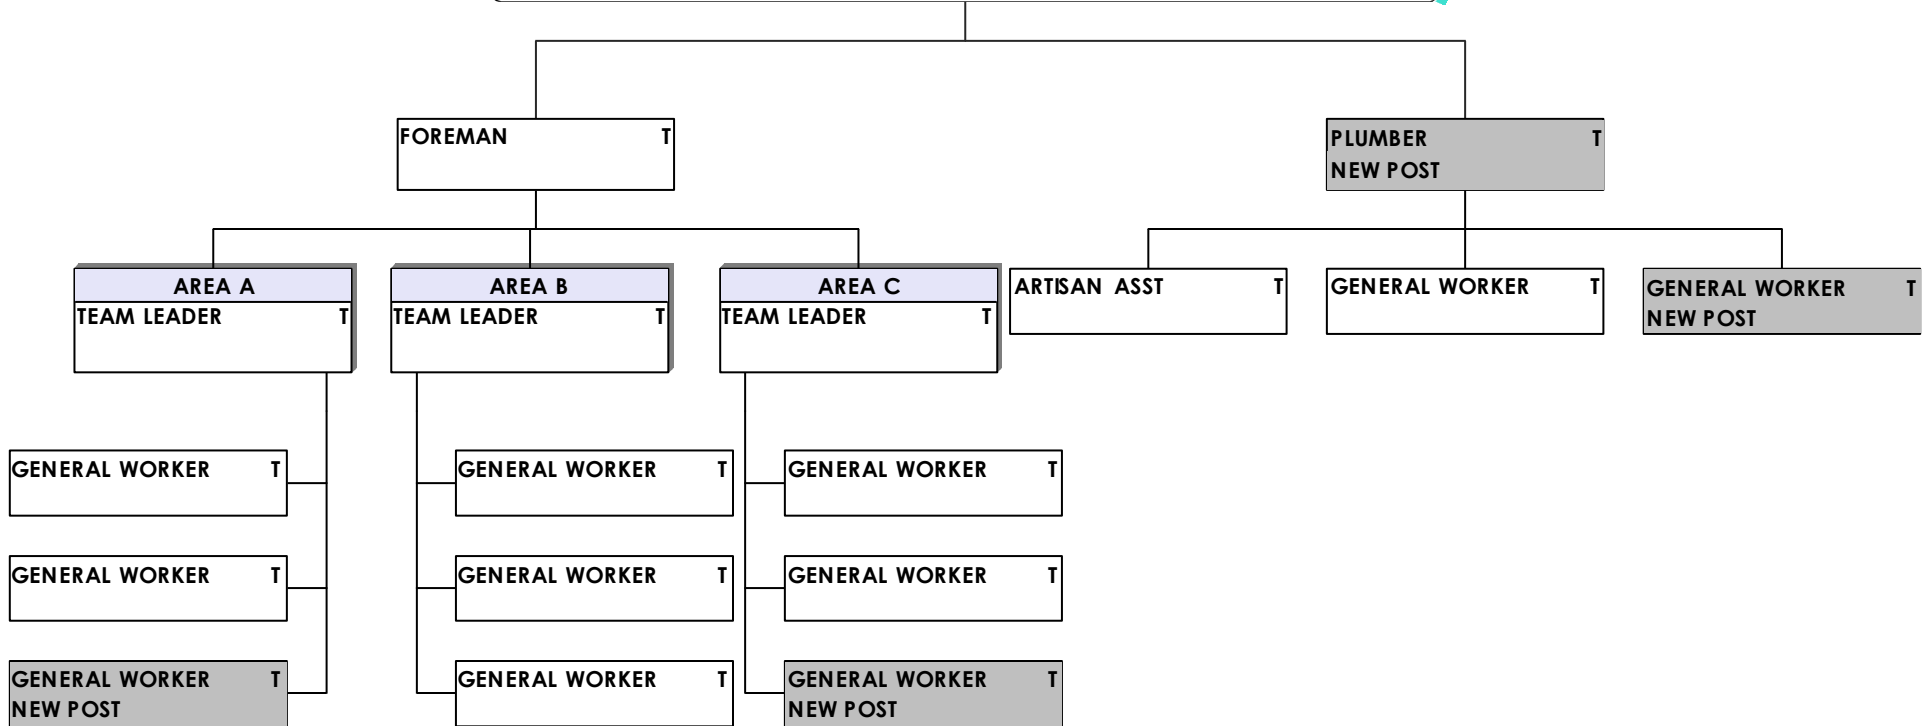 FOREMAN T
PLUMBER T
NEW POST
AREA A
TEAM LEADER T
AREA B
TEAM LEADER T
AREA C
TEAM LEADER T
ARTISAN ASST T
GENERAL WORKER T
GENERAL WORKER T
NEW POST
GENERAL WORKER T
GENERAL WORKER T
GENERAL WORKER T
GENERAL WORKER T
GENERAL WORKER T
GENERAL WORKER T
GENERAL WORKER T
NEW POST
GENERAL WORKER T
GENERAL WORKER T
NEW POST